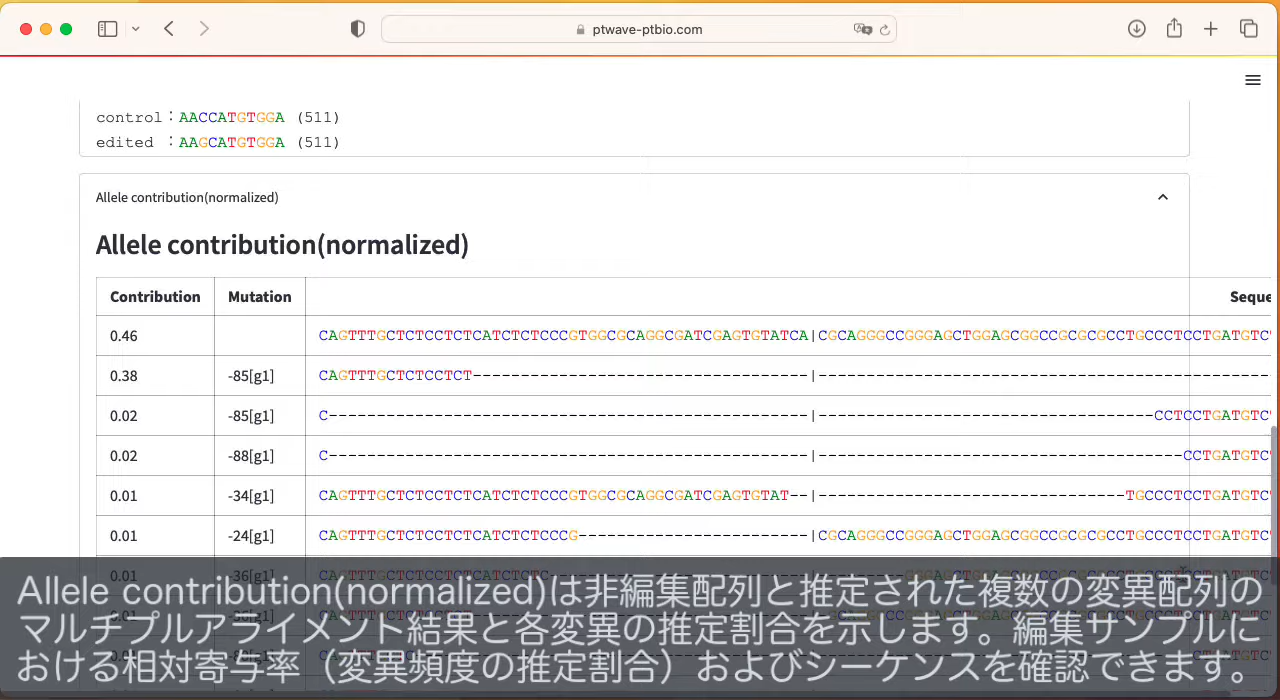 ptwave-ptbio.com
control：AACCATGTGGA (511)
edited ：AAGCATGTGGA (511)
Allele contribution(normalized)
Allele contribution(normalized)
Contribution Mutation Seque
0.46 CAGTTTGCTCTCCTCTCATCTCTCCCGTGGCGCAGGCGATCGAGTGTATCA|CGCAGGGCCGGGAGCTGGAGCGGCCGCGCGCCTGCCCTCCTGATGTC
0.38 -85[g1] CAGTTTGCTCTCCTCT-----------------------------------|-----------------------------------------------
0.02 -85[g1] C--------------------------------------------------|-----------------------------------CCTCCTGATGTC
0.02 -88[g1] C--------------------------------------------------|--------------------------------------CCTGATGTC
0.01 -34[g1] CAGTTTGCTCTCCTCTCATCTCTCCCGTGGCGCAGGCGATCGAGTGTAT--|--------------------------------TGCCCTCCTGATGTC
0.01 -24[g1] CAGTTTGCTCTCCTCTCATCTCTCCCG------------------------|CGCAGGGCCGGGAGCTGGAGCGGCCGCGCGCCTGCCCTCCTGATGTC
0.01 -36[g1]
Allele contribution(normalized)は非編集配列と推定された複数の変異配列の
マルチプルアライメント結果と各変異の推定割合を示します。編集サンプルに
おける相対寄与率（変異頻度の推定割合）およびシーケンスを確認できます。